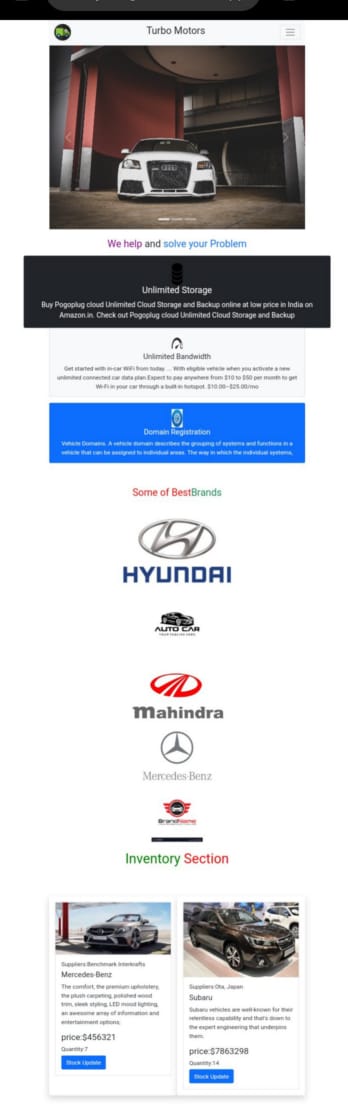 Turbo Motors
We help and solve your Problem
Unlimited Storage
Buy Pogoplug cloud Unlimited Cloud Storage and Backup online at low price in India on
Amazon.in. Check out Pogoplug cloud Unlimited Cloud Storage and Backup
Unlimited Bandwidth
Get started with in-car WiFi from today. ... With eligible vehicle when you activate a new
unlimited connected car data plan.Expect to pay anywhere from $10 to $50 per month to get
Wi-Fi in your car through a built-in hotspot. $10.00–$25.00/mo
Domain Registration
Vehicle Domains. A vehicle domain describes the grouping of systems and functions in a
vehicle that can be assigned to individual areas. The way in which the individual systems,
Some of BestBrands
HYUNDAI
AUTO CAR
YOUR TAGLINE HERE
Mahindra
Mercedes-Benz
BrandName
Inventory Section
Suppliers:Benchmark Interkrafts
Mercedes-Benz
The comfort, the premium upholstery,
the plush carpeting, polished wood
trim, sleek styling, LED mood lighting,
an awesome array of information and
entertainment options;
price:$456321
Quantity:7
Stock Update
Suppliers:Ota, Japan
Subaru
Subaru vehicles are well-known for their
relentless capability and that's down to
the expert engineering that underpins
them.
price:$7863298
Quantity:14
Stock Update